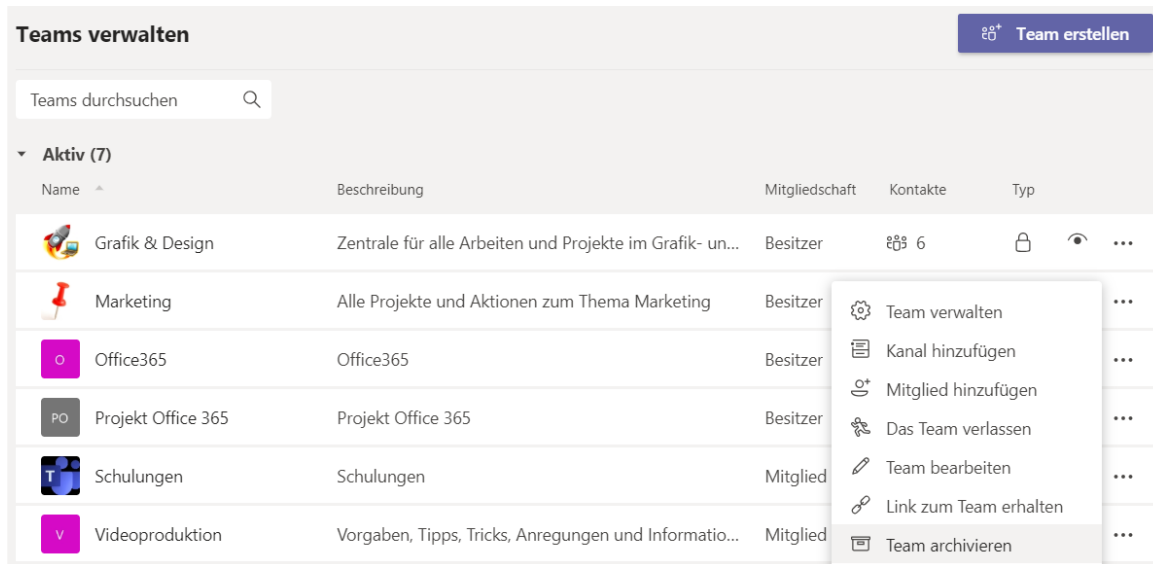 Teams verwalten
Team erstellen
Teams durchsuchen
Aktiv (7)
Name Beschreibung Mitgliedschaft Kontakte Typ
Grafik & Design Zentrale für alle Arbeiten und Projekte im Grafik- un... Besitzer 6
Marketing Alle Projekte und Aktionen zum Thema Marketing Besitzer
O Office365 Office365 Besitzer
PO Projekt Office 365 Projekt Office 365 Besitzer
T Schulungen Schulungen Mitglied
V Videoproduktion Vorgaben, Tipps, Tricks, Anregungen und Informatio... Mitglied
Team verwalten
Kanal hinzufügen
Mitglied hinzufügen
Das Team verlassen
Team bearbeiten
Link zum Team erhalten
Team archivieren